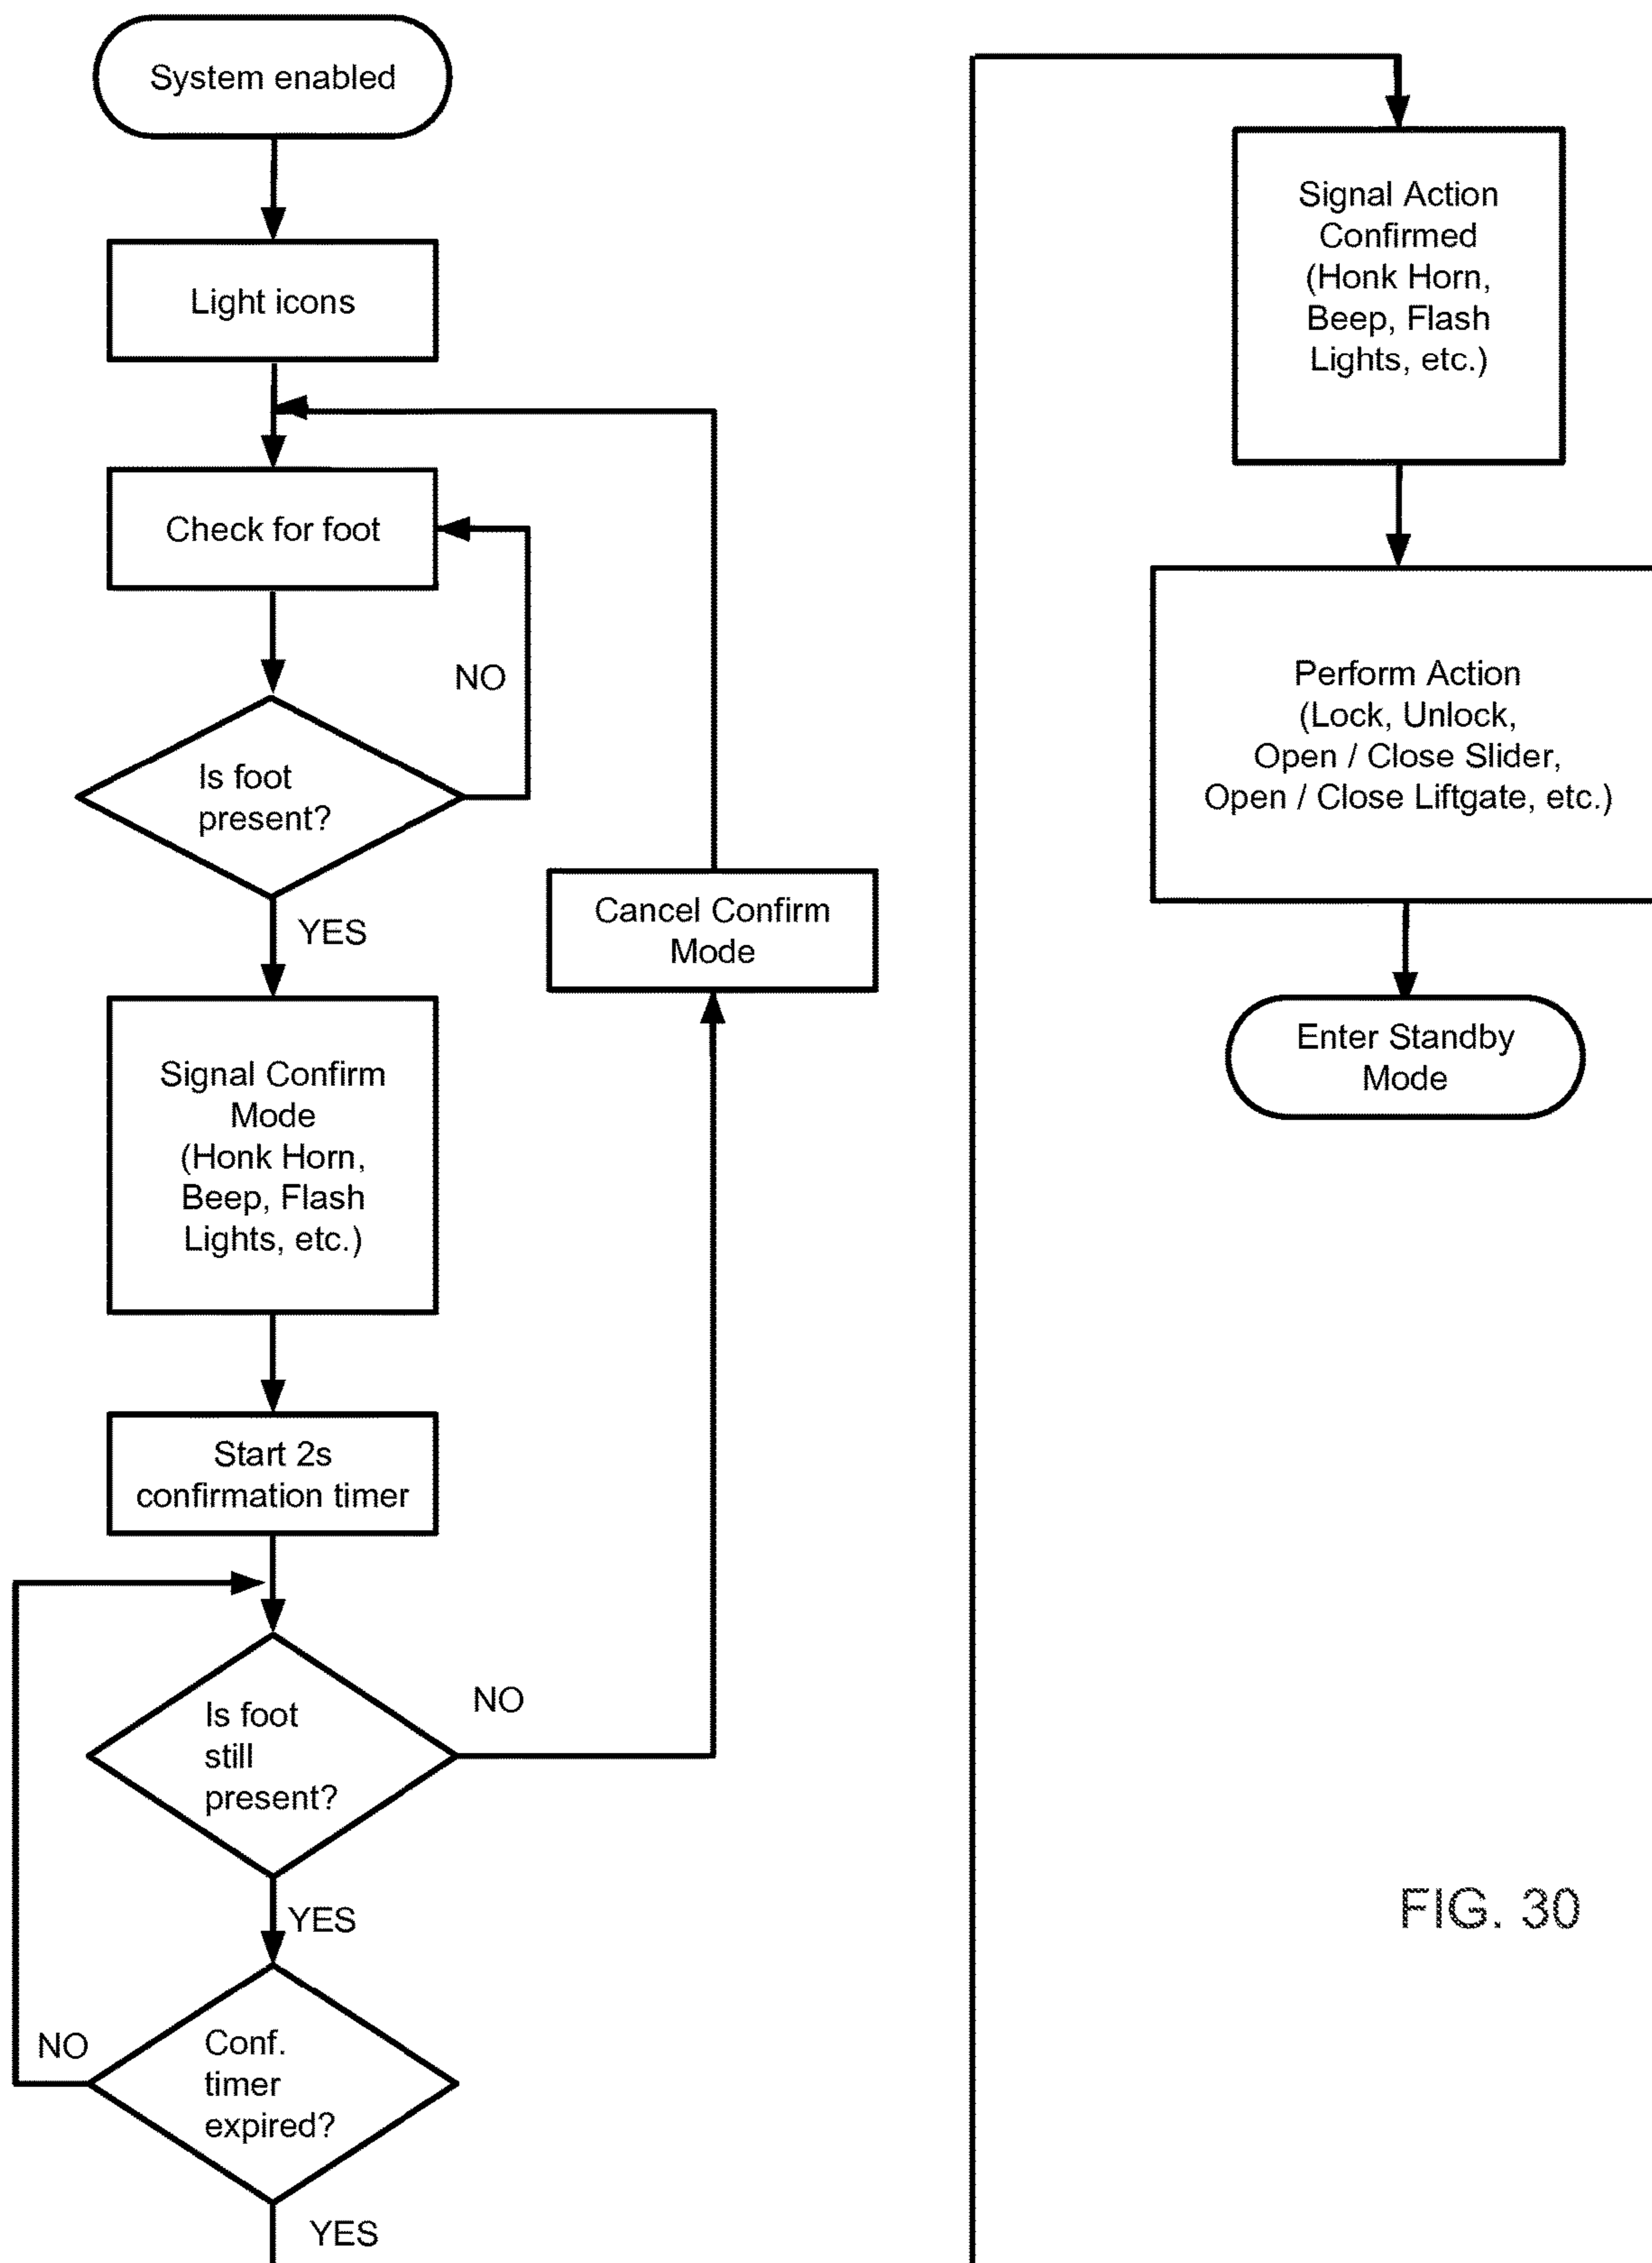 System enabled
Light icons
Check for foot
NO
Is foot
present?
YES
Cancel Confirm
Mode
Signal Confirm
Mode
(Honk Horn,
Beep, Flash
Lights, etc.)
Start 2s
confirmation timer
NO
Is foot
still
present?
YES
NO
Conf.
timer
expired?
YES
Signal Action
Confirmed
(Honk Horn,
Beep, Flash
Lights, etc.)
Perform Action
(Lock, Unlock,
Open / Close Slider,
Open / Close Liftgate, etc.)
Enter Standby
Mode
FIG. 30